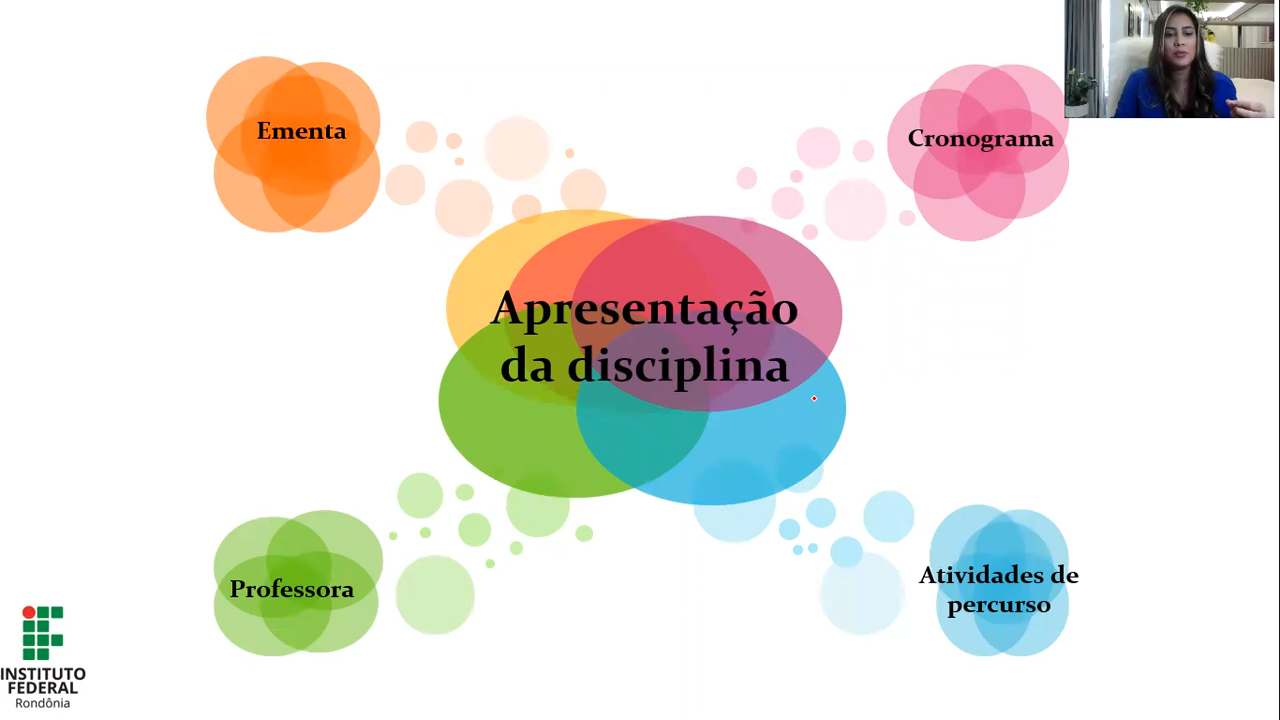 Ementa
Cronograma
Apresentação
da disciplina
Professora
Atividades de
percurso
INSTITUTO
FEDERAL
Rondônia